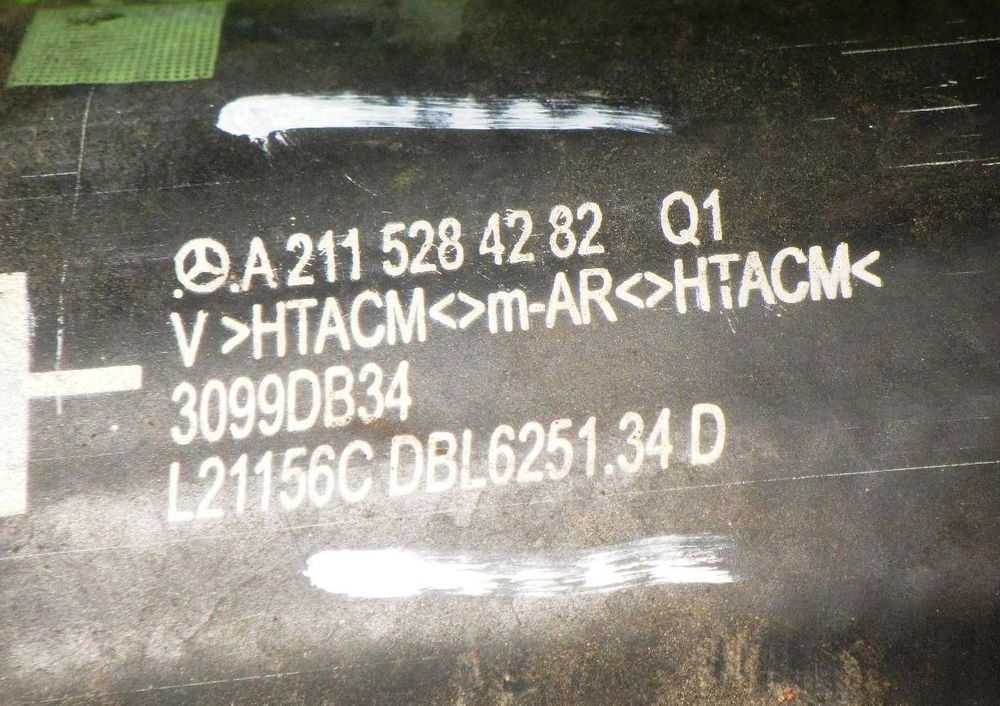 .A 211 528 42 82 Q1
V >HTACM<>m-AR<>HTACM<
3099DB34
L21156C DBL6251.34 D